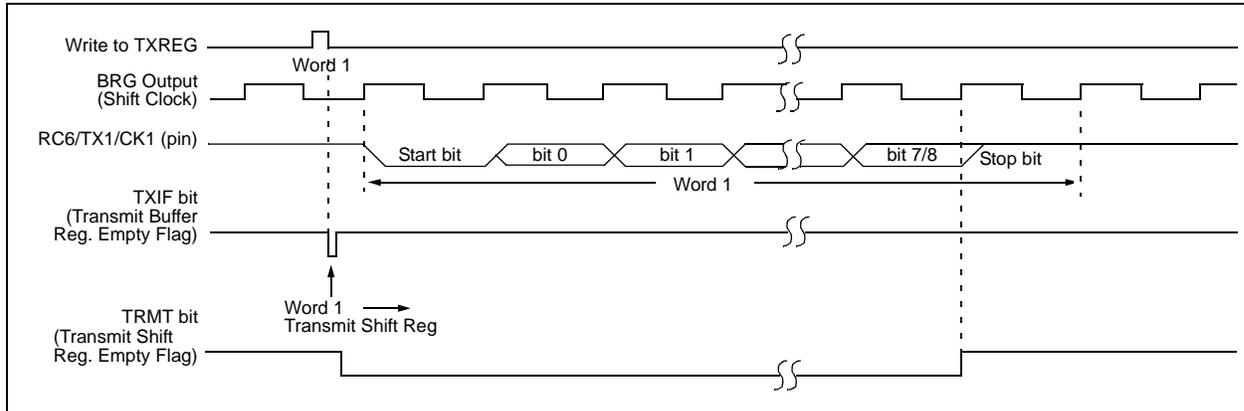 Write to TXREG
Word 1
BRG Output
(Shift Clock)
RC6/TX1/CK1 (pin)
Start bit
bit 0
bit 1
bit 7/8
Stop bit
Word 1
TXIF bit
(Transmit Buffer
Reg. Empty Flag)
Word 1
Transmit Shift Reg
TRMT bit
(Transmit Shift
Reg. Empty Flag)